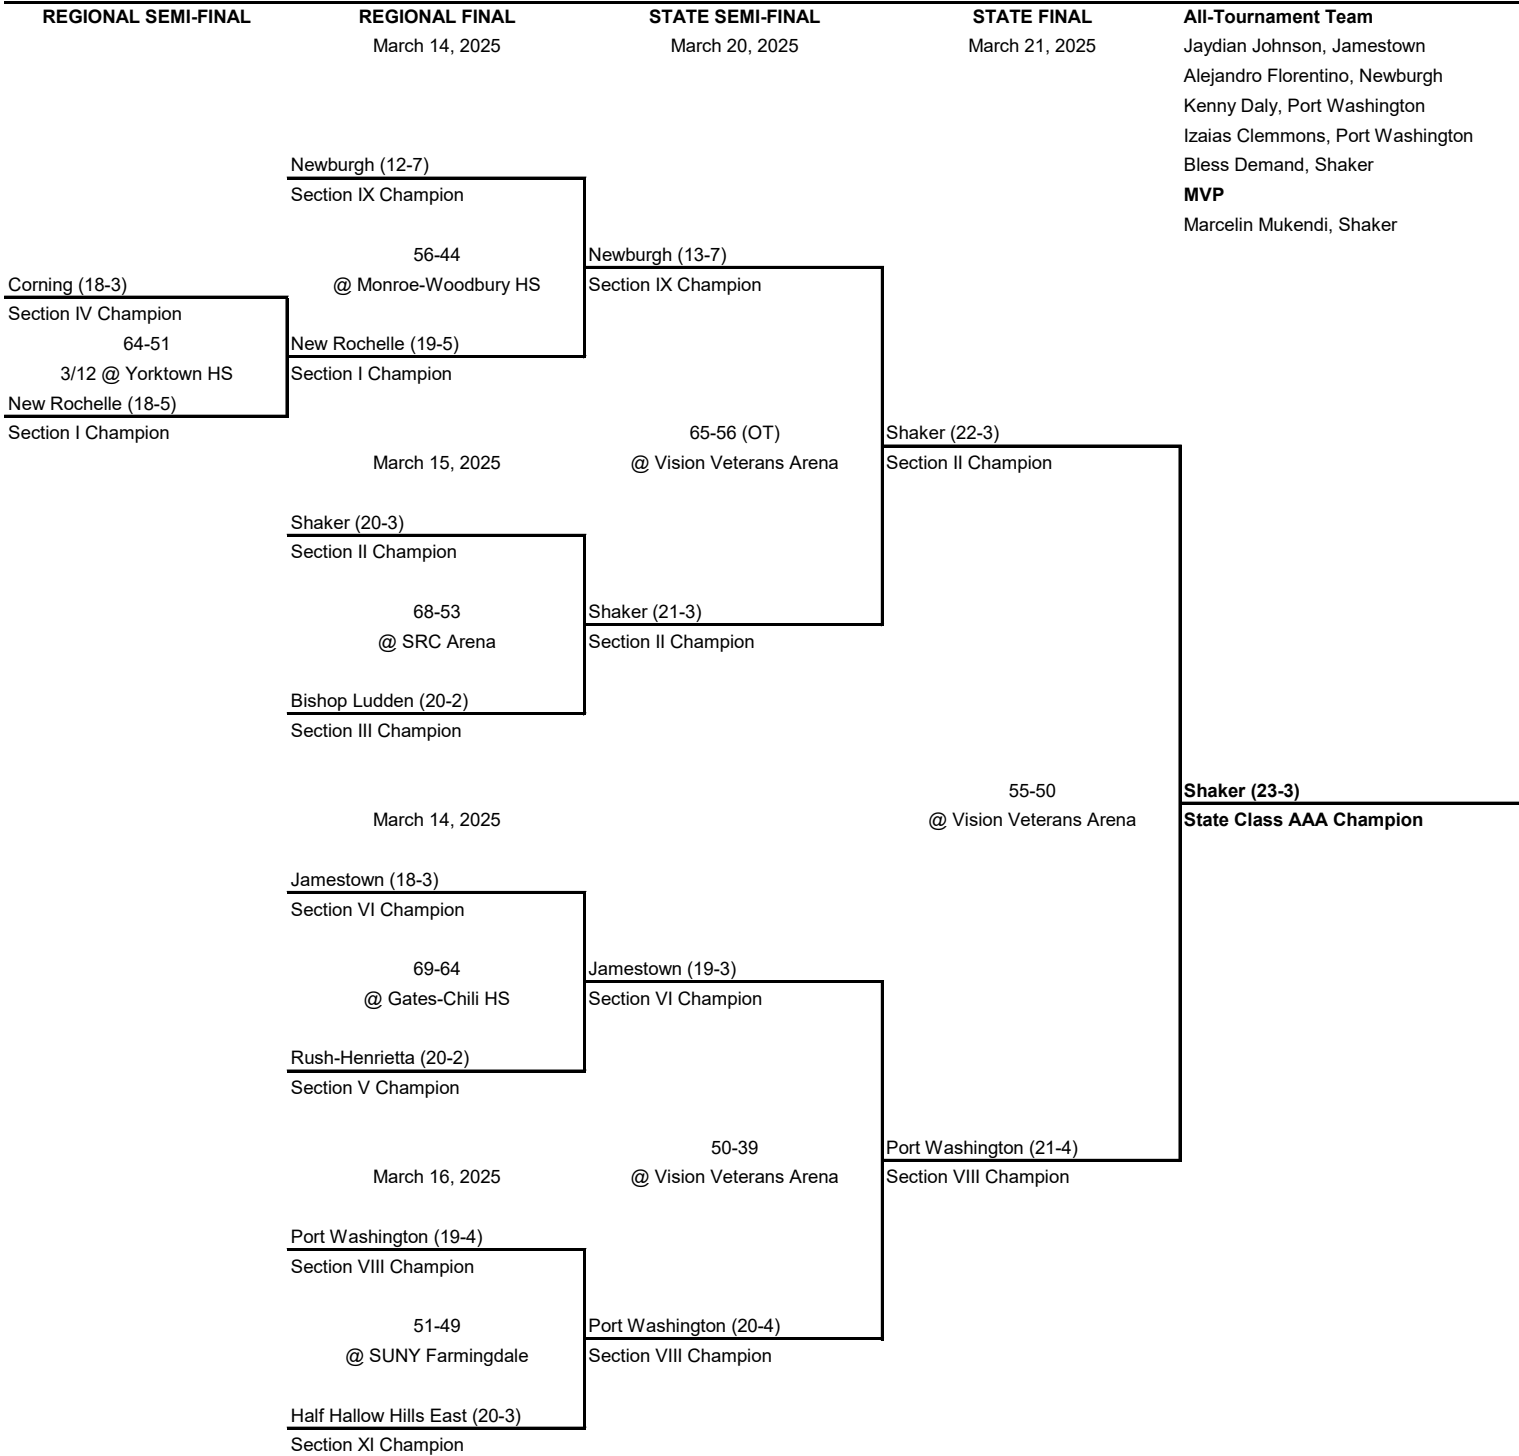 REGIONAL SEMI-FINAL
REGIONAL FINAL
STATE SEMI-FINAL
STATE FINAL
All-Tournament Team
March 14, 2025
March 20, 2025
March 21, 2025
Jaydian Johnson, Jamestown
Alejandro Florentino, Newburgh
Kenny Daly, Port Washington
Izaias Clemmons, Port Washington
Bless Demand, Shaker
MVP
Marcelin Mukendi, Shaker
Newburgh (12-7)
Section IX Champion
56-44
@ Monroe-Woodbury HS
Newburgh (13-7)
Section IX Champion
Corning (18-3)
Section IV Champion
64-51
3/12 @ Yorktown HS
New Rochelle (18-5)
Section I Champion
New Rochelle (19-5)
Section I Champion
March 15, 2025
65-56 (OT)
@ Vision Veterans Arena
Shaker (22-3)
Section II Champion
Shaker (20-3)
Section II Champion
68-53
@ SRC Arena
Shaker (21-3)
Section II Champion
Bishop Ludden (20-2)
Section III Champion
March 14, 2025
55-50
@ Vision Veterans Arena
Shaker (23-3)
State Class AAA Champion
Jamestown (18-3)
Section VI Champion
69-64
@ Gates-Chili HS
Jamestown (19-3)
Section VI Champion
Rush-Henrietta (20-2)
Section V Champion
March 16, 2025
50-39
@ Vision Veterans Arena
Port Washington (21-4)
Section VIII Champion
Port Washington (19-4)
Section VIII Champion
51-49
@ SUNY Farmingdale
Port Washington (20-4)
Section VIII Champion
Half Hallow Hills East (20-3)
Section XI Champion